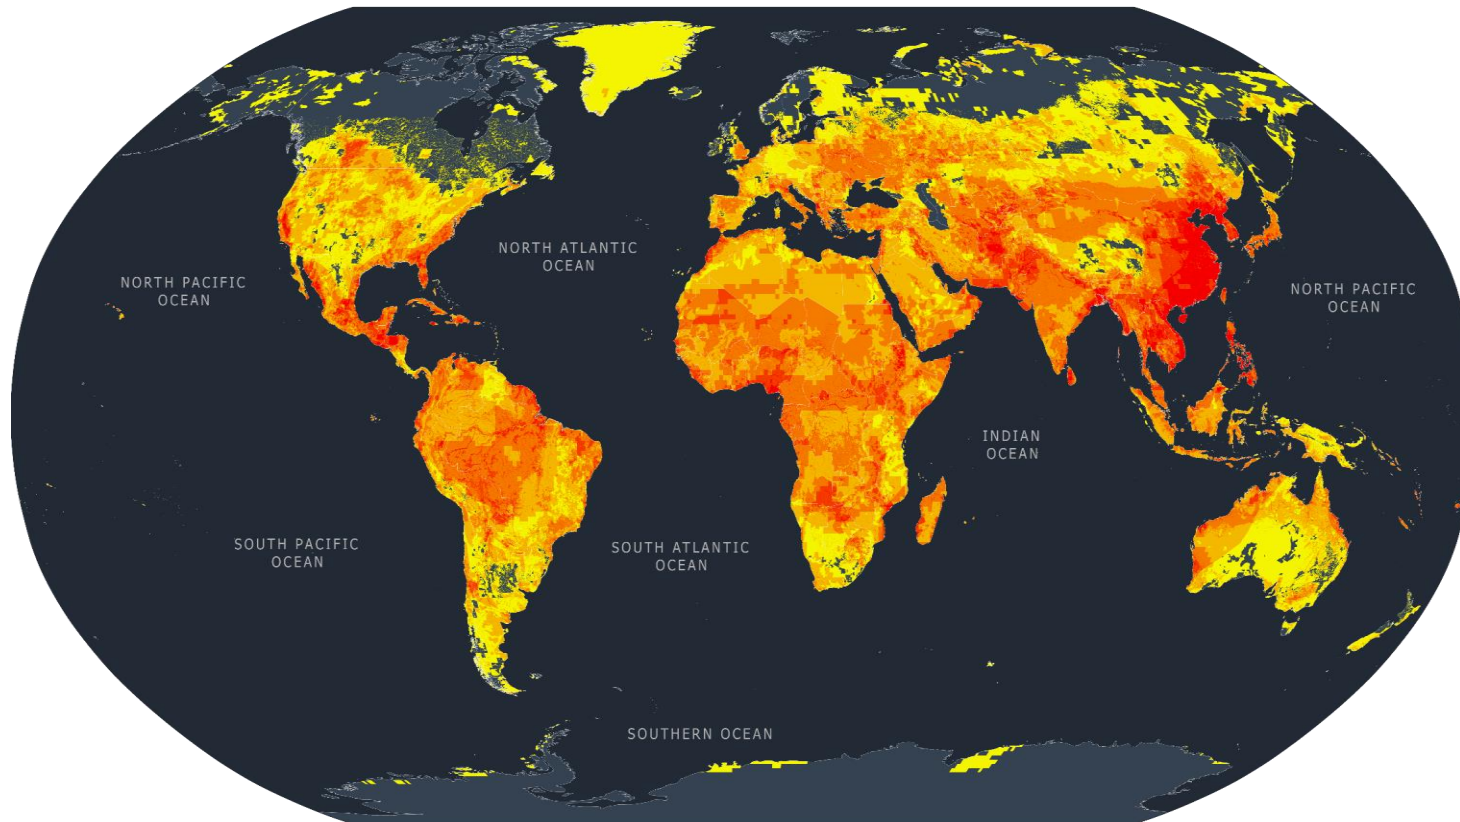 NORTH ATLANTIC
OCEAN
NORTH PACIFIC
OCEAN
NORTH PACIFIC
OCEAN
INDIAN
OCEAN
SOUTH PACIFIC
OCEAN
SOUTH ATLANTIC
OCEAN
SOUTHERN OCEAN